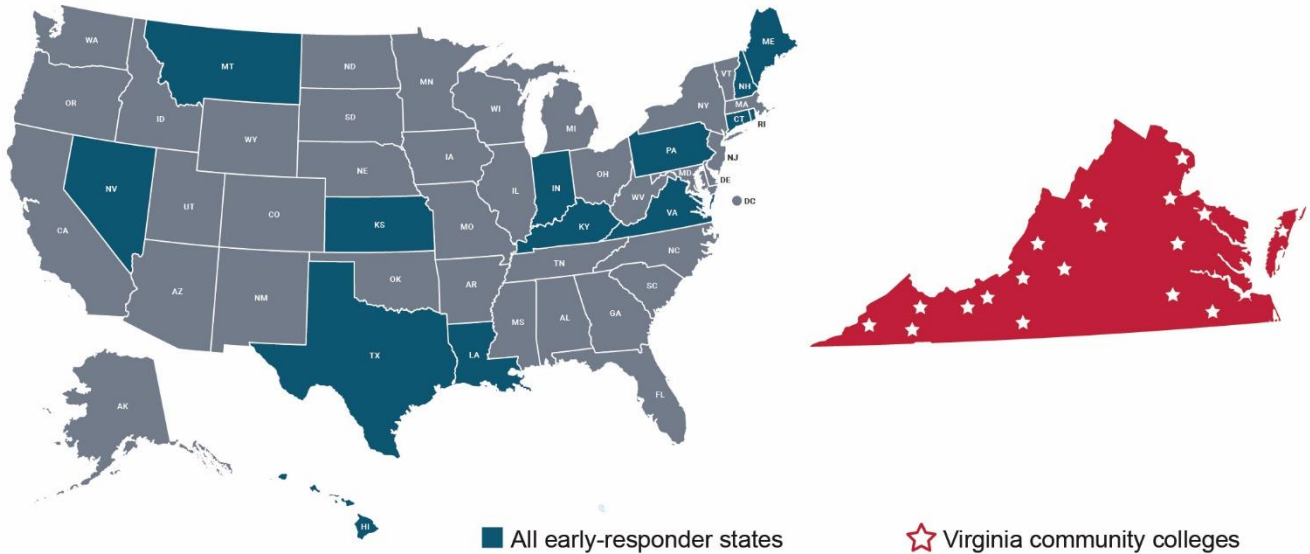 WA
MT
ND
MN
ME
VT
NH
OR
ID
SD
WI
NY
MA
WY
MI
CT
RI
IA
PA
NJ
NV
NE
OH
MD
DE
IL
IN
WV
DC
UT
CO
VA
CA
KS
MO
KY
NC
TN
AZ
NM
OK
AR
SC
MS
AL
GA
TX
LA
FL
AK
HI
All early-responder states
Virginia community colleges